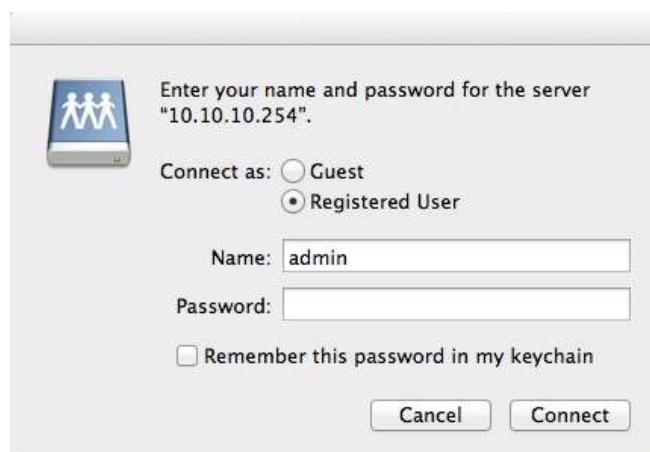 Enter your name and password for the server
“10.10.10.254”.
Connect as: Guest
Registered User
Name: admin
Password:
Remember this password in my keychain
Cancel Connect